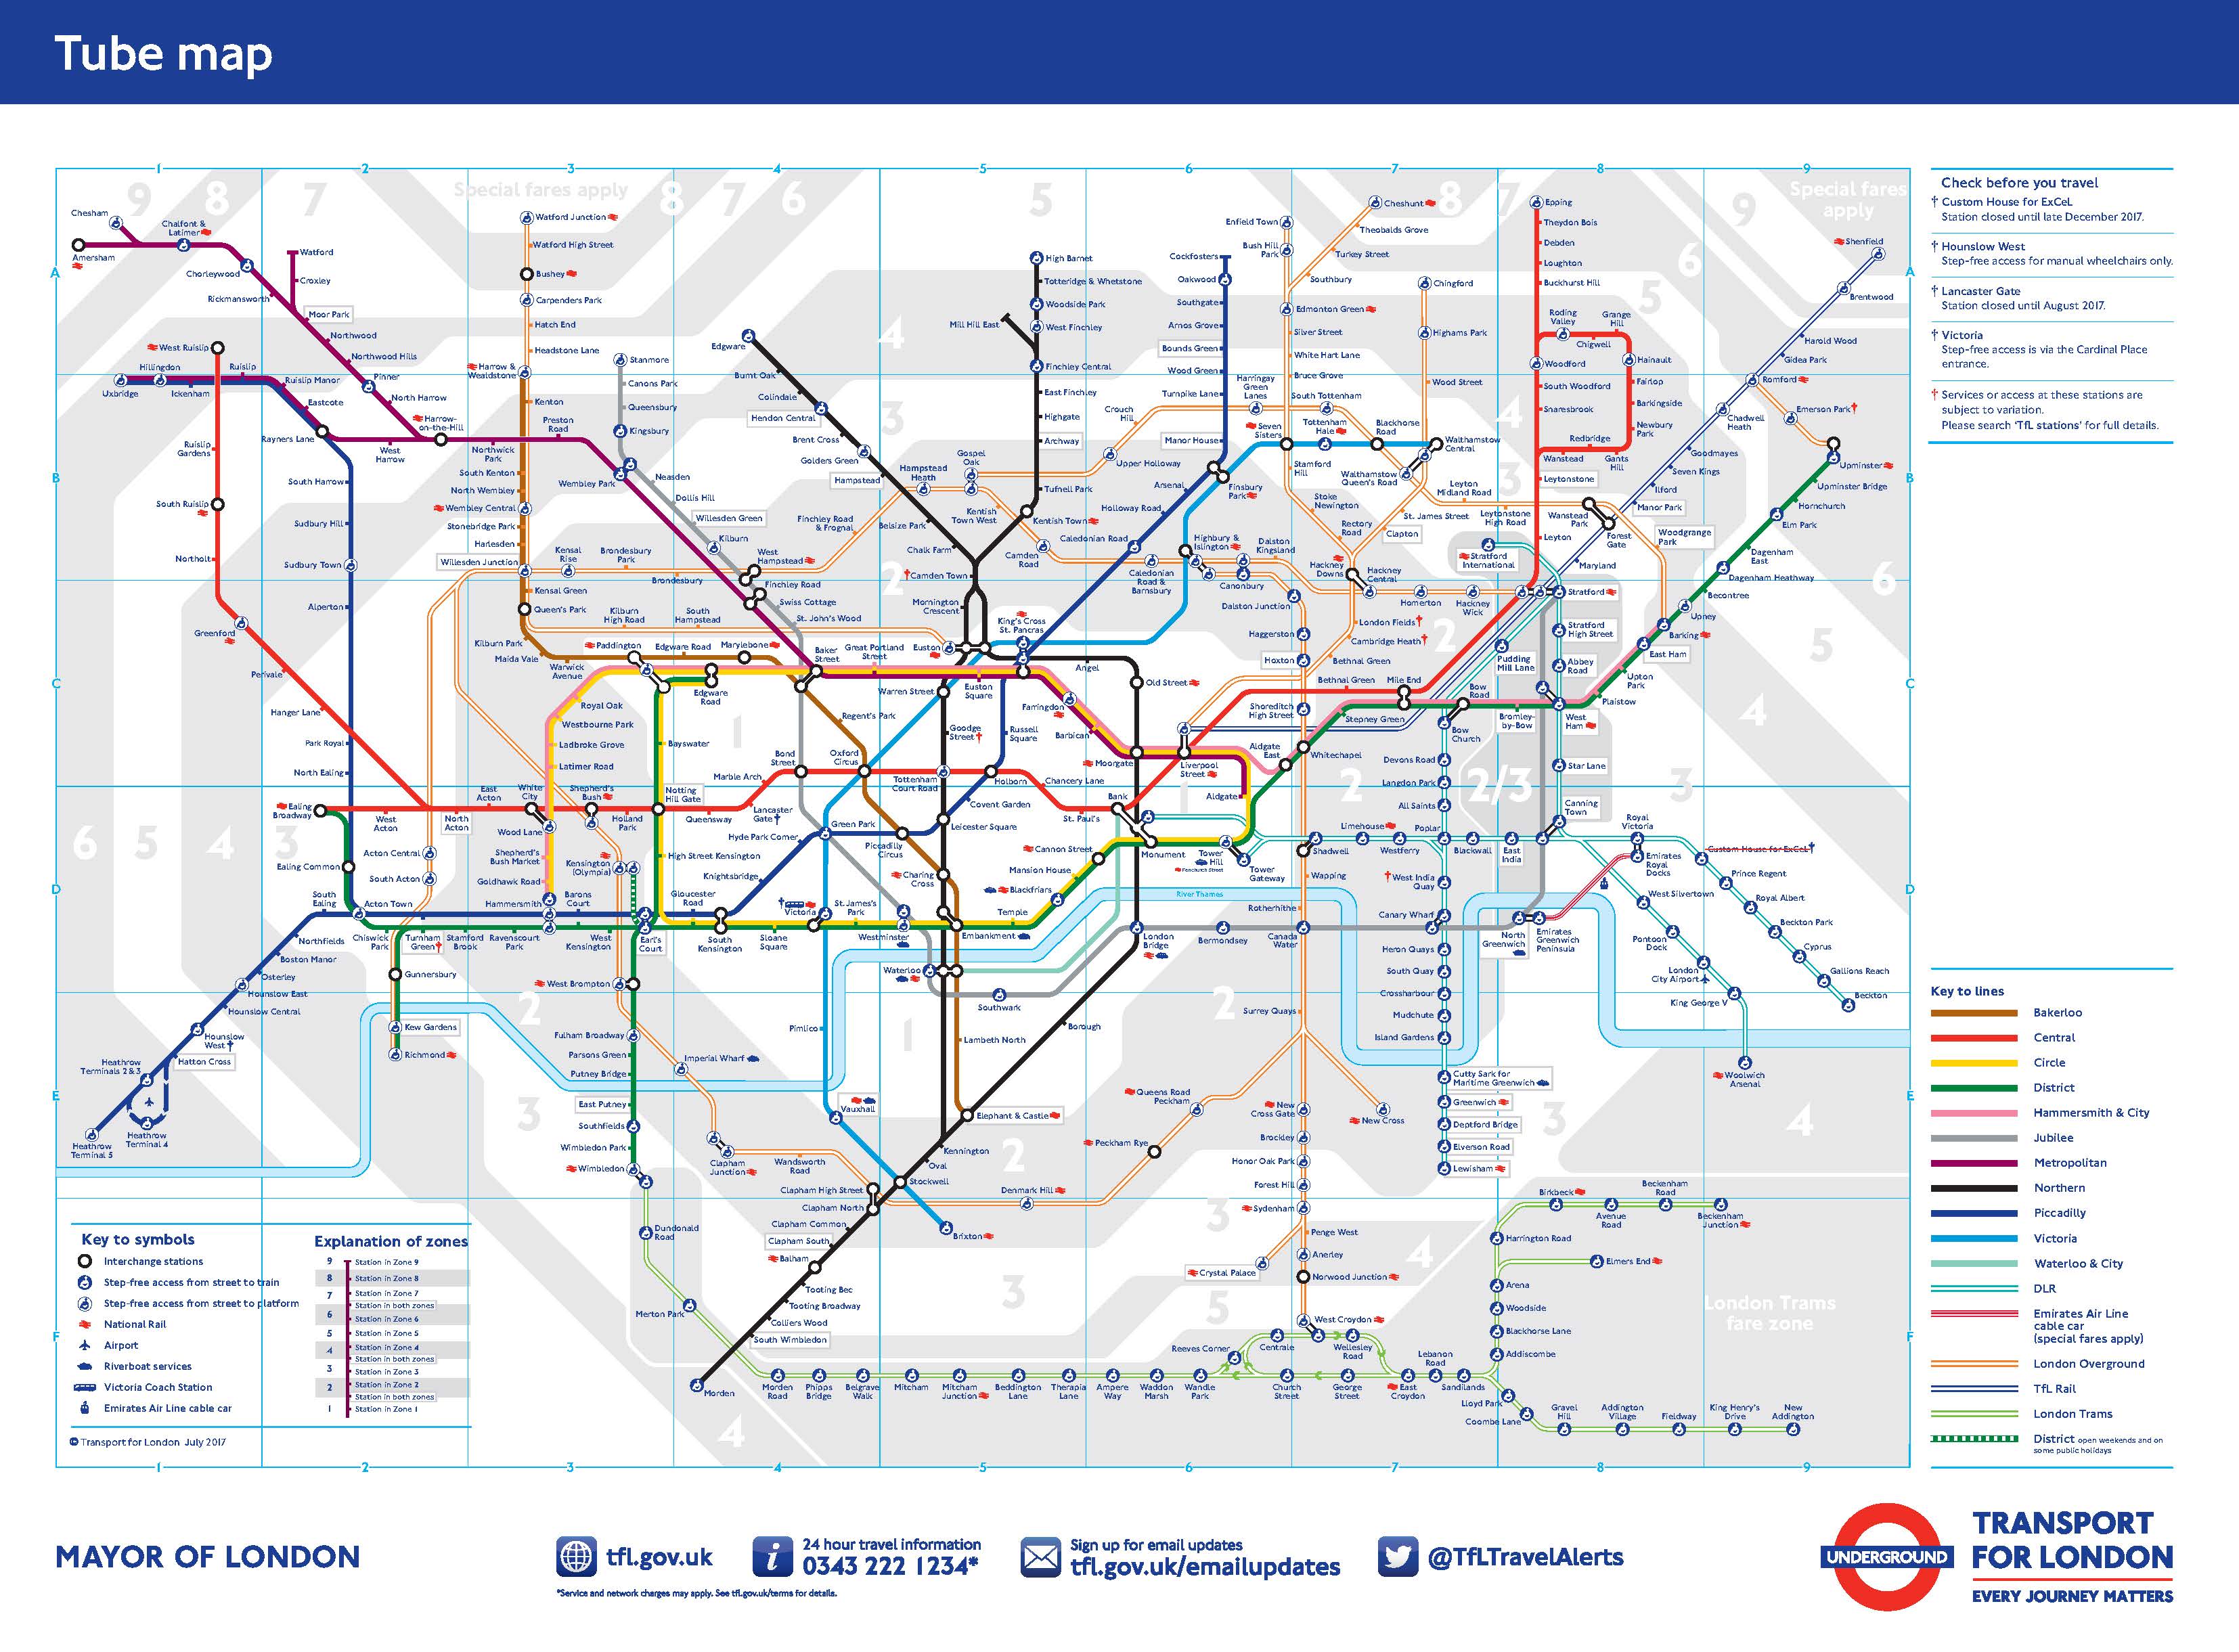 Tube map
1
2
3
4
5
6
7
8
9
9
8
7
Special fares apply
8
7
6
5
8
7
9
Special fares
apply
Chesham
Chalfont &
Latimer
Amersham
Chorleywood
Rickmansworth
Watford
Croxley
Moor Park
Northwood
Northwood Hills
Pinner
North Harrow
Harrow-
on-the-Hill
West Ruislip
Hillingdon
Ruislip
Uxbridge
Ickenham
Ruislip Manor
Eastcote
Rayners Lane
West
Harrow
Northwick
Park
Preston
Road
Ruislip
Gardens
South Ruislip
Northolt
Greenford
Perivale
Hanger Lane
South Harrow
Sudbury Hill
Sudbury Town
Alperton
Park Royal
North Ealing
Watford Junction
Watford High Street
Bushey
Carpenders Park
Hatch End
Headstone Lane
Harrow &
Wealdstone
Kenton
South Kenton
North Wembley
Wembley Central
Stonebridge Park
Harlesden
Willesden Junction
Kensal Green
Queen's Park
Kilburn Park
Maida Vale
Warwick
Avenue
Stanmore
Canons Park
Queensbury
Kingsbury
Wembley Park
Neasden
Dollis Hill
Willesden Green
Kilburn
West
Hampstead
Finchley Road
Swiss Cottage
St. John's Wood
Kensal
Rise
Brondesbury
Park
Brondesbury
Kilburn
High Road
South
Hampstead
Finchley Road
& Frognal
Edgware
Burnt Oak
Colindale
Hendon Central
Brent Cross
Golders Green
Hampstead
Belsize Park
Chalk Farm
Camden Town
Mornington
Crescent
Hampstead
Heath
Gospel
Oak
Kentish
Town West
Camden
Road
Mill Hill East
High Barnet
Totteridge & Whetstone
Woodside Park
West Finchley
Finchley Central
East Finchley
Highgate
Archway
Tufnell Park
Kentish Town
Cockfosters
Oakwood
Southgate
Arnos Grove
Bounds Green
Wood Green
Turnpike Lane
Manor House
Finsbury
Park
Arsenal
Holloway Road
Caledonian Road
Crouch
Hill
Upper Holloway
Harringay
Green
Lanes
South Tottenham
Seven
Sisters
Tottenham
Hale
Blackhorse
Road
Walthamstow
Central
Walthamstow
Queen's Road
Enfield Town
Bush Hill
Park
Cheshunt
Theobalds Grove
Turkey Street
Southbury
Edmonton Green
Silver Street
White Hart Lane
Bruce Grove
Stamford
Hill
Stoke
Newington
Rectory
Road
Chingford
Highams Park
Wood Street
St. James Street
Clapton
Leyton
Midland Road
Leytonstone
High Road
Wanstead
Park
Woodgrange
Park
Hackney
Downs
Hackney
Central
Homerton
Hackney
Wick
Highbury &
Islington
Caledonian
Road &
Barnsbury
Canonbury
Dalston
Kingsland
Dalston Junction
Haggerston
Hoxton
Shoreditch
High Street
London Fields
Cambridge Heath
Bethnal Green
Epping
Theydon Bois
Debden
Loughton
Buckhurst Hill
Roding
Valley
Grange
Hill
Chigwell
Woodford
Hainault
South Woodford
Fairlop
Snaresbrook
Barkingside
Newbury
Park
Redbridge
Wanstead
Gants
Hill
Leytonstone
Leyton
Stratford
International
Stratford
Stratford
High Street
Pudding
Mill Lane
Abbey
Road
Shenfield
Brentwood
Harold Wood
Gidea Park
Romford
Emerson Park
Chadwell
Heath
Goodmayes
Seven Kings
Ilford
Manor Park
Forest
Gate
Maryland
Upminster
Upminster Bridge
Hornchurch
Elm Park
Dagenham
East
Dagenham Heathway
Becontree
Upney
Barking
East Ham
Upton
Park
Plaistow
West
Ham
Bromley-
by-Bow
Bow
Road
Bow
Church
Mile End
Bethnal Green
Stepney Green
Whitechapel
Paddington
Edgware Road
Marylebone
Baker
Street
Great Portland
Street
Euston
King's Cross
St. Pancras
Angel
Old Street
Edgware
Road
Warren Street
Euston
Square
Farringdon
Barbican
Moorgate
Liverpool
Street
Aldgate
East
Aldgate
Royal Oak
Westbourne Park
Ladbroke Grove
Latimer Road
Bayswater
Regent's Park
Goodge
Street
Russell
Square
Bond
Street
Oxford
Circus
Marble Arch
Tottenham
Court Road
Holborn
Chancery Lane
Covent Garden
Leicester Square
St. Paul's
Bank
Ealing
Broadway
West
Acton
East
Acton
North
Acton
White
City
Shepherd's
Bush
Holland
Park
Notting
Hill Gate
Queensway
Lancaster
Gate
Wood Lane
Shepherd's
Bush Market
Goldhawk Road
Hammersmith
Kensington
(Olympia)
High Street Kensington
Hyde Park Corner
Knightsbridge
Green Park
Piccadilly
Circus
Charing
Cross
Cannon Street
Mansion House
Blackfriars
Monument
Tower
Hill
Fenchurch Street
Tower
Gateway
Temple
Embankment
Westminster
St. James's
Park
Victoria
Sloane
Square
South
Kensington
Gloucester
Road
Earl's
Court
West
Kensington
Barons
Court
Ealing Common
Acton Central
South Acton
South
Ealing
Acton Town
Chiswick
Park
Turnham
Green
Stamford
Brook
Ravenscourt
Park
Northfields
Boston Manor
Osterley
Hounslow East
Hounslow Central
Hounslow
West
Hatton Cross
Heathrow
Terminals 2 & 3
Heathrow
Terminal 4
Heathrow
Terminal 5
Gunnersbury
Kew Gardens
Richmond
West Brompton
Fulham Broadway
Parsons Green
Putney Bridge
East Putney
Southfields
Wimbledon Park
Wimbledon
Dundonald
Road
Merton Park
Imperial Wharf
Clapham
Junction
Wandsworth
Road
Clapham High Street
Clapham North
Clapham Common
Clapham South
Balham
Tooting Bec
Tooting Broadway
Colliers Wood
South Wimbledon
Morden
Pimlico
Vauxhall
Stockwell
Brixton
Oval
Kennington
Elephant & Castle
Lambeth North
Borough
Waterloo
Southwark
London
Bridge
Bermondsey
Canada
Water
River Thames
Denmark Hill
Peckham Rye
Queens Road
Peckham
Shadwell
Wapping
Rotherhithe
Surrey Quays
New
Cross Gate
New Cross
Brockley
Honor Oak Park
Forest Hill
Sydenham
Crystal Palace
Penge West
Anerley
Norwood Junction
West Croydon
Devons Road
Langdon Park
All Saints
Limehouse
Westferry
Poplar
Blackwall
East
India
Canning
Town
Star Lane
Royal
Victoria
Custom House for ExCeL
Emirates
Royal
Docks
Prince Regent
Royal Albert
Beckton Park
Cyprus
Gallions Reach
Beckton
West Silvertown
Pontoon
Dock
London
City Airport
King George V
Woolwich
Arsenal
West India
Quay
Canary Wharf
Heron Quays
South Quay
Crossharbour
Mudchute
Island Gardens
Cutty Sark for
Maritime Greenwich
Greenwich
Deptford Bridge
Elverson Road
Lewisham
North
Greenwich
Emirates
Greenwich
Peninsula
Birkbeck
Avenue
Road
Beckenham
Road
Beckenham
Junction
Harrington Road
Elmers End
Arena
Woodside
Blackhorse Lane
Addiscombe
London Trams
fare zone
Reeves Corner
Centrale
Wellesley
Road
Lebanon
Road
Morden
Road
Phipps
Bridge
Belgrave
Walk
Mitcham
Mitcham
Junction
Beddington
Lane
Therapia
Lane
Ampere
Way
Waddon
Marsh
Wandle
Park
Church
Street
George
Street
East
Croydon
Sandilands
Lloyd Park
Coombe Lane
Gravel
Hill
Addington
Village
Fieldway
King Henry's
Drive
New
Addington
A
B
C
D
E
F
A
B
C
D
E
F
6
5
4
3
2
1
2/3
Key to symbols
Interchange stations
Step-free access from street to train
Step-free access from street to platform
National Rail
Airport
Riverboat services
Victoria Coach Station
Emirates Air Line cable car
Explanation of zones
9 Station in Zone 9
8 Station in Zone 8
7 Station in Zone 7
Station in both zones
6 Station in Zone 6
5 Station in Zone 5
4 Station in Zone 4
Station in both zones
3 Station in Zone 3
2 Station in Zone 2
Station in both zones
1 Station in Zone 1
© Transport for London July 2017
1
2
3
4
5
6
7
8
9
Check before you travel
† Custom House for ExCeL
Station closed until late December 2017.
† Hounslow West
Step-free access for manual wheelchairs only.
† Lancaster Gate
Station closed until August 2017.
† Victoria
Step-free access is via the Cardinal Place
entrance.
† Services or access at these stations are
subject to variation.
Please search 'TfL stations' for full details.
Key to lines
Bakerloo
Central
Circle
District
Hammersmith & City
Jubilee
Metropolitan
Northern
Piccadilly
Victoria
Waterloo & City
DLR
Emirates Air Line
cable car
(special fares apply)
London Overground
TfL Rail
London Trams
District open weekends and on
some public holidays
MAYOR OF LONDON
tfl.gov.uk
24 hour travel information
0343 222 1234*
Sign up for email updates
tfl.gov.uk/emailupdates
@TfLTravelAlerts
*Service and network charges may apply. See tfl.gov.uk/terms for details.
UNDERGROUND
TRANSPORT
FOR LONDON
EVERY JOURNEY MATTERS